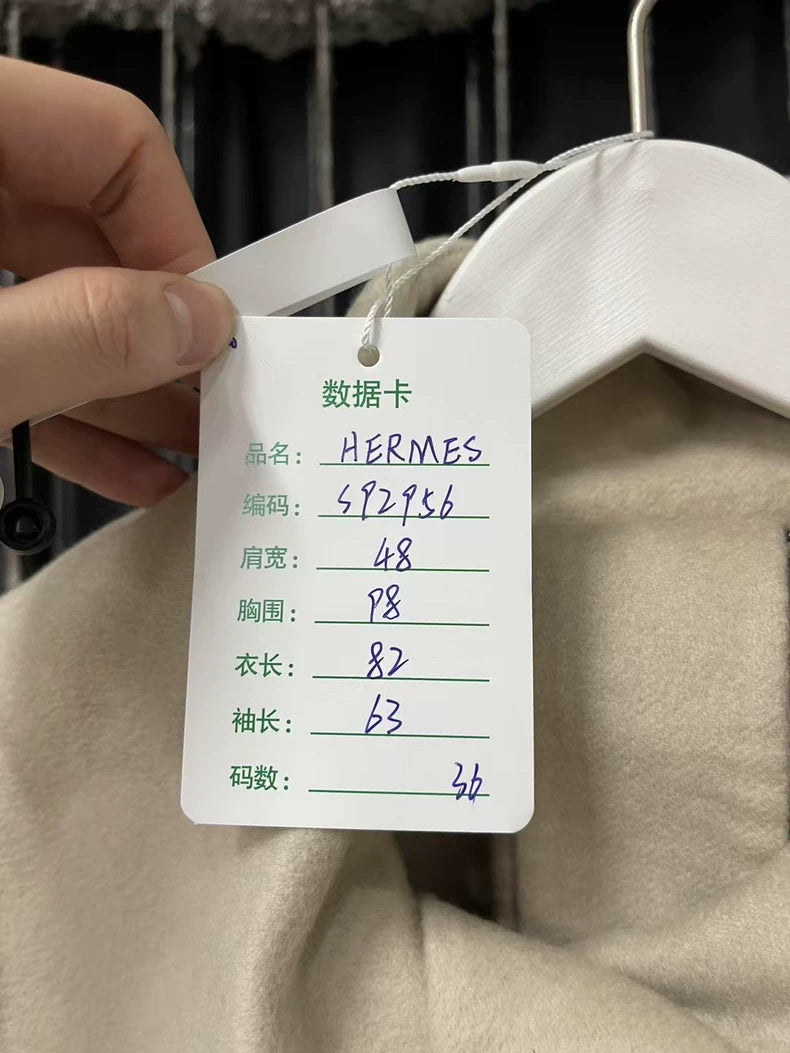 数据卡
品名: HERMES
编码: S92956
肩宽: 48
胸围: 98
衣长: 82
袖长: 63
码数: 36